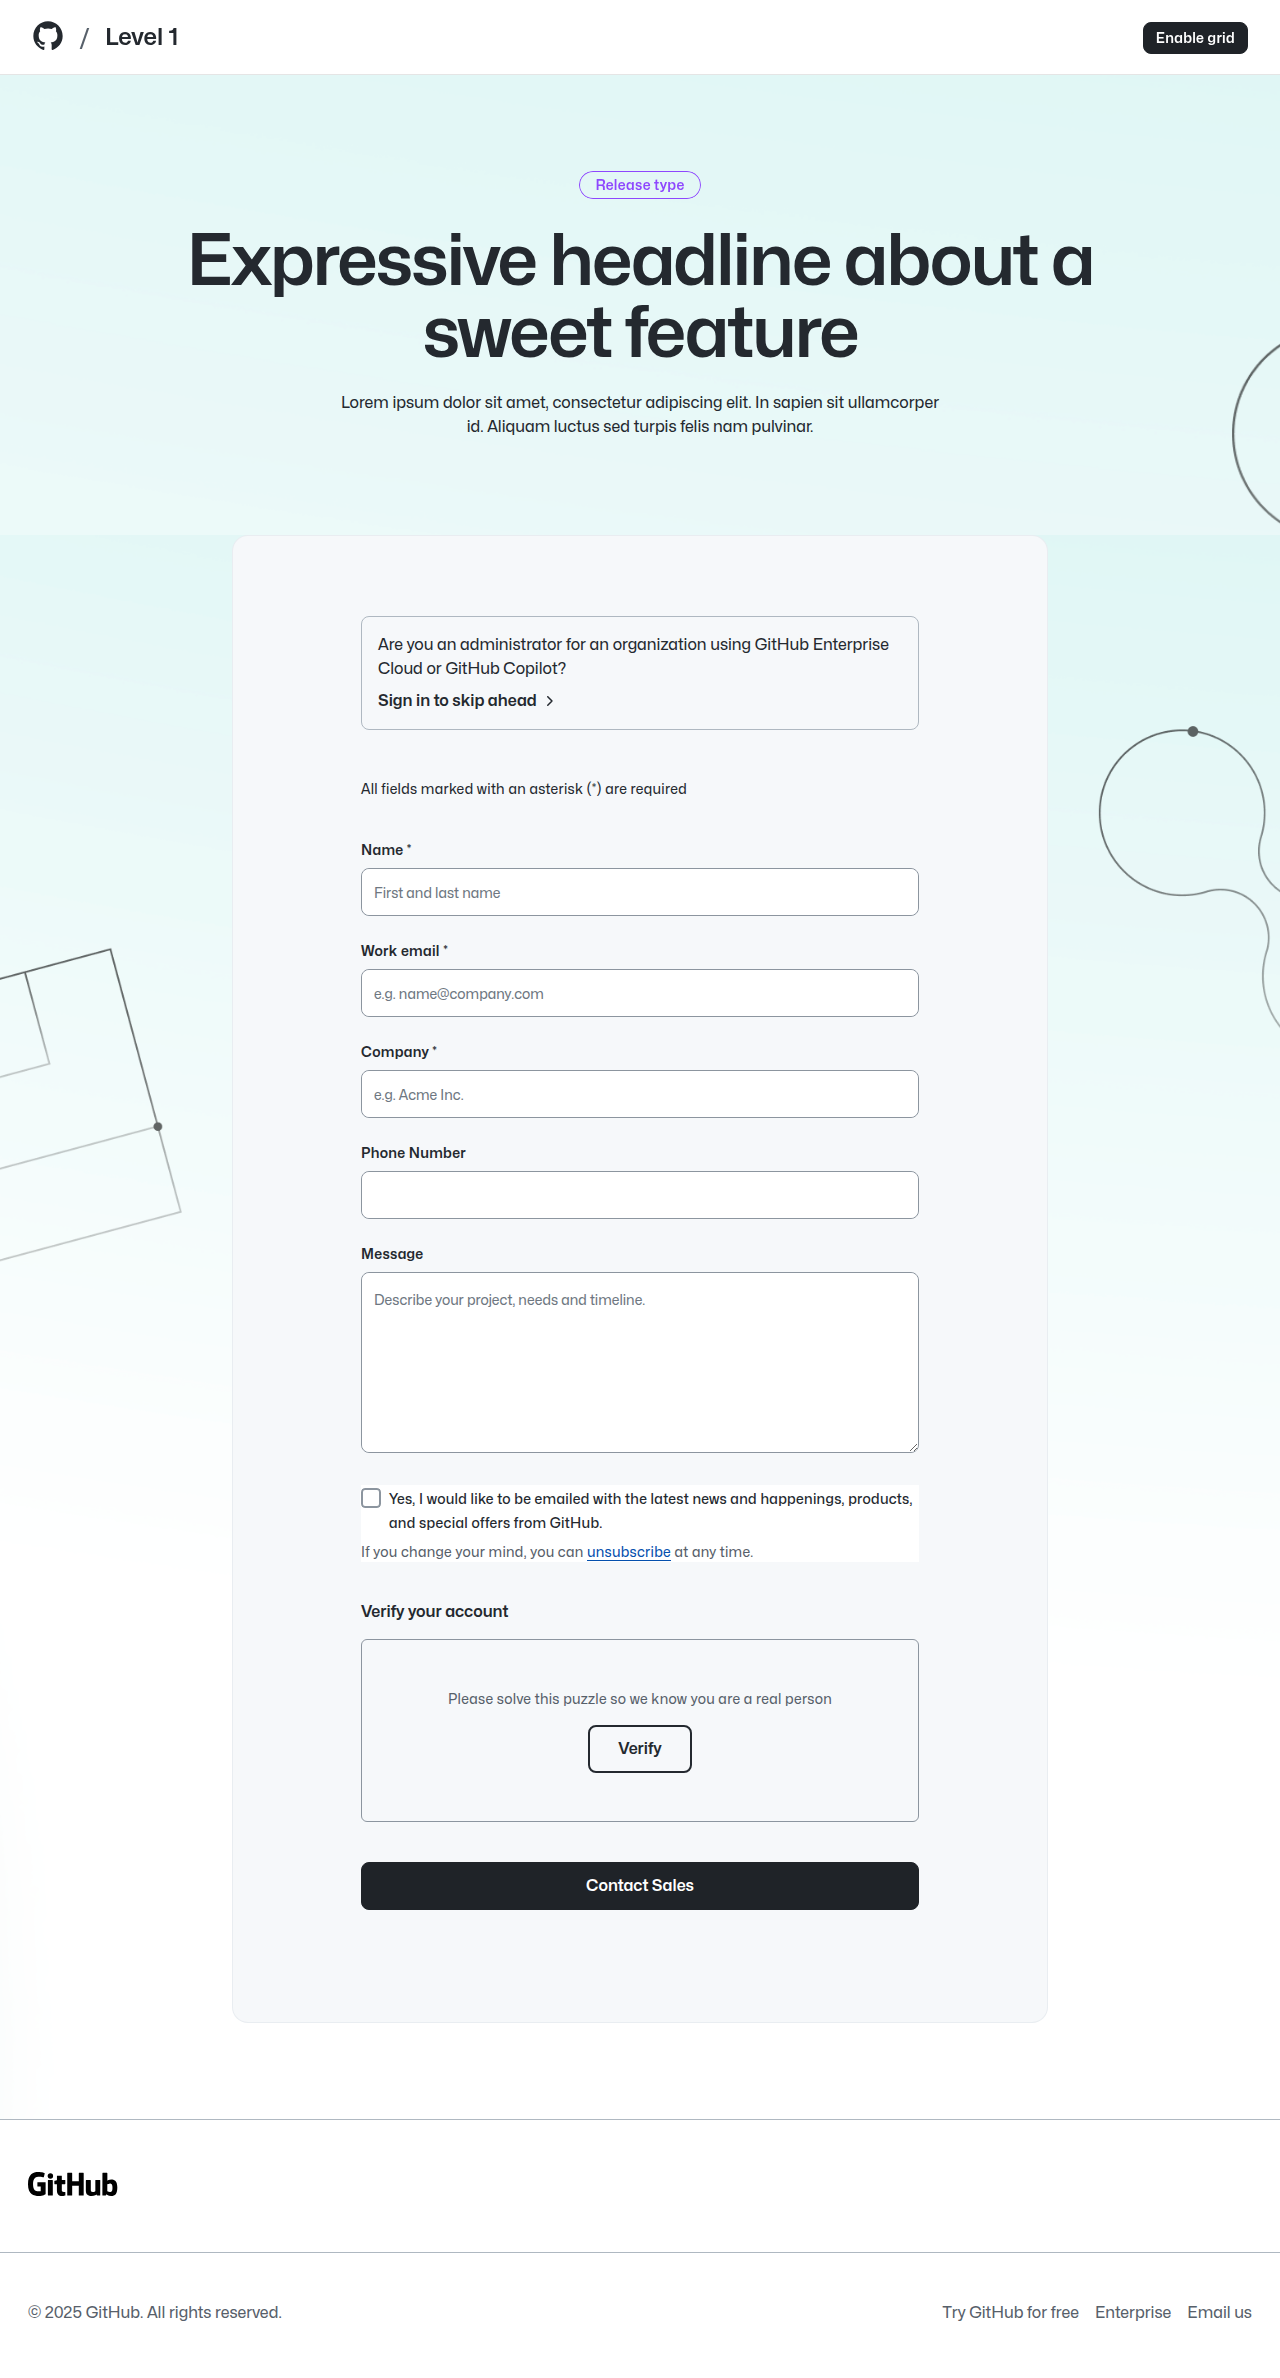 / Level 1
Enable grid
Release type
Expressive headline about a
sweet feature
Lorem ipsum dolor sit amet, consectetur adipiscing elit. In sapien sit ullamcorper
id. Aliquam luctus sed turpis felis nam pulvinar.
Are you an administrator for an organization using GitHub Enterprise
Cloud or GitHub Copilot?
Sign in to skip ahead
All fields marked with an asterisk (*) are required
Name *
First and last name
Work email *
e.g. name@company.com
Company *
e.g. Acme Inc.
Phone Number
Message
Describe your project, needs and timeline.
Yes, I would like to be emailed with the latest news and happenings, products,
and special offers from GitHub.
If you change your mind, you can unsubscribe at any time.
Verify your account
Please solve this puzzle so we know you are a real person
Verify
Contact Sales
GitHub
© 2025 GitHub. All rights reserved.
Try GitHub for free Enterprise Email us